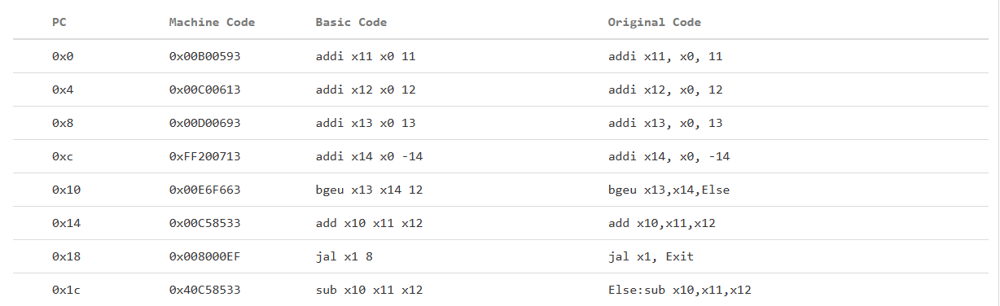 PC Machine Code Basic Code Original Code
0x0 0x00B00593 addi x11 x0 11 addi x11, x0, 11
0x4 0x00C00613 addi x12 x0 12 addi x12, x0, 12
0x8 0x00D00693 addi x13 x0 13 addi x13, x0, 13
0xc 0xFF200713 addi x14 x0 -14 addi x14, x0, -14
0x10 0x00E6F663 bgeu x13 x14 12 bgeu x13,x14,Else
0x14 0x00C58533 add x10 x11 x12 add x10,x11,x12
0x18 0x008000EF jal x1 8 jal x1, Exit
0x1c 0x40C58533 sub x10 x11 x12 Else:sub x10,x11,x12